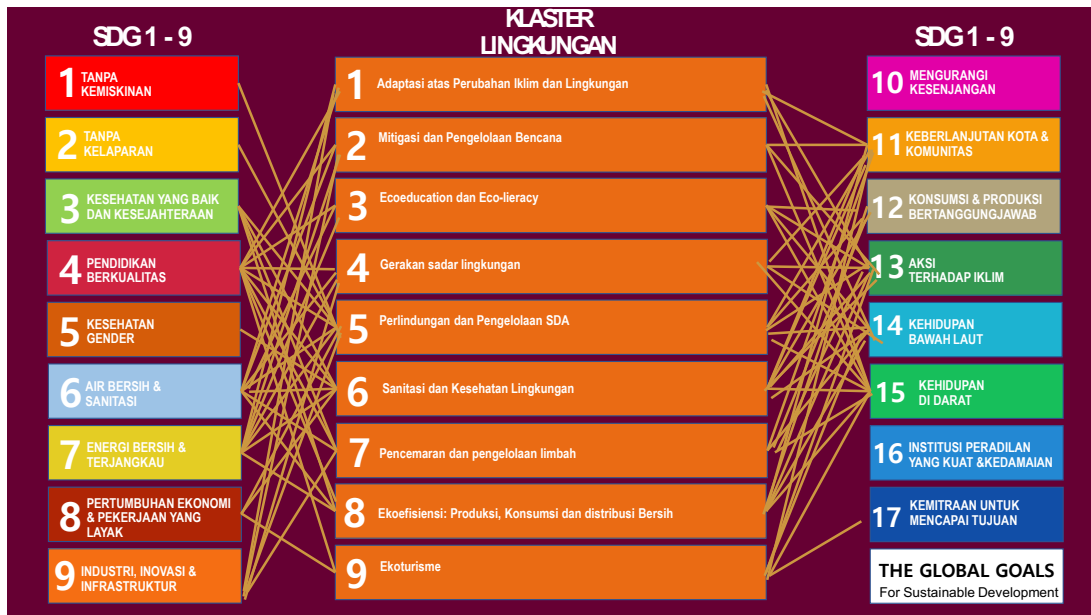 SDG 1 - 9
1 TANPA
KEMISKINAN
2 TANPA
KELAPARAN
3 KESEHATAN YANG BAIK
DAN KESEJAHTERAAN
4 PENDIDIKAN
BERKUALITAS
5 KESEHATAN
GENDER
6 AIR BERSIH &
SANITASI
7 ENERGI BERSIH &
TERJANGKAU
8 PERTUMBUHAN EKONOMI
& PEKERJAAN YANG
LAYAK
9 INDUSTRI, INOVASI &
INFRASTRUKTUR
KLASTER
LINGKUNGAN
1 Adaptasi atas Perubahan Iklim dan Lingkungan
2 Mitigasi dan Pengelolaan Bencana
3 Ecoeducation dan Eco-lieracy
4 Gerakan sadar lingkungan
5 Perlindungan dan Pengelolaan SDA
6 Sanitasi dan Kesehatan Lingkungan
7 Pencemaran dan pengelolaan limbah
8 Ekoefisiensi: Produksi, Konsumsi dan distribusi Bersih
9 Ekoturisme
SDG 1 - 9
10 MENGURANGI
KESENJANGAN
11 KEBERLANJUTAN KOTA &
KOMUNITAS
12 KONSUMSI & PRODUKSI
BERTANGGUNGJAWAB
13 AKSI
TERHADAP IKLIM
14 KEHIDUPAN
BAWAH LAUT
15 KEHIDUPAN
DI DARAT
16 INSTITUSI PERADILAN
YANG KUAT &KEDAMAIAN
17 KEMITRAAN UNTUK
MENCAPAI TUJUAN
THE GLOBAL GOALS
For Sustainable Development